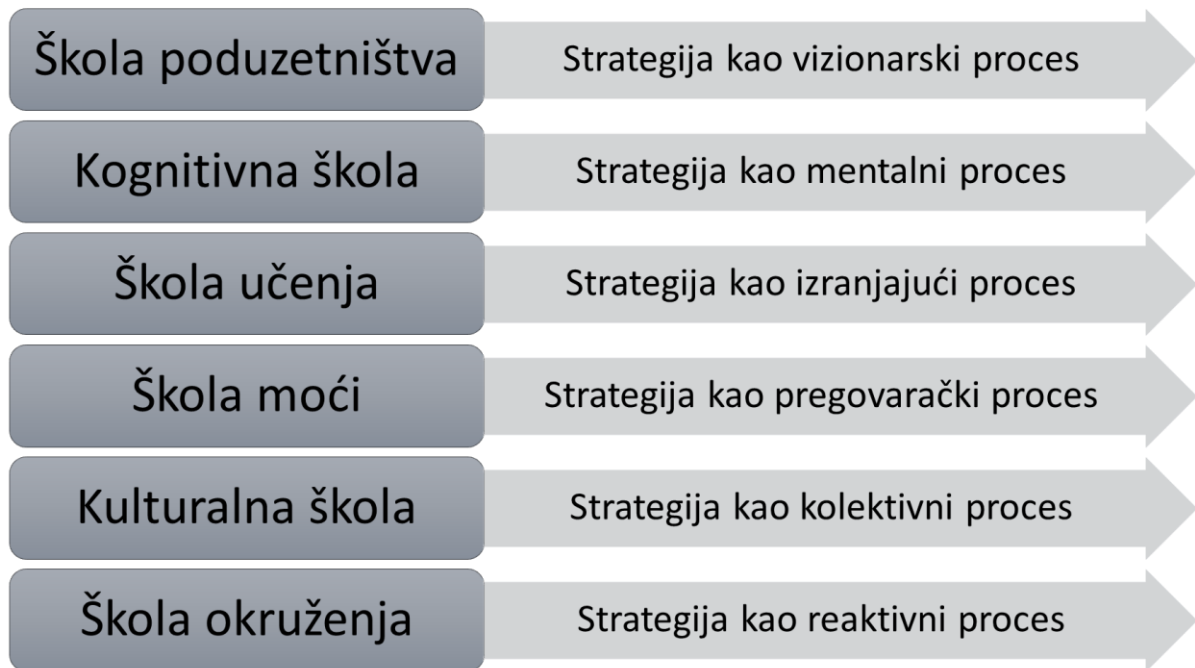 Škola poduzetništva
Strategija kao vizionarski proces
Kognitivna škola
Strategija kao mentalni proces
Škola učenja
Strategija kao izranjajući proces
Škola moći
Strategija kao pregovarački proces
Kulturalna škola
Strategija kao kolektivni proces
Škola okruženja
Strategija kao reaktivni proces